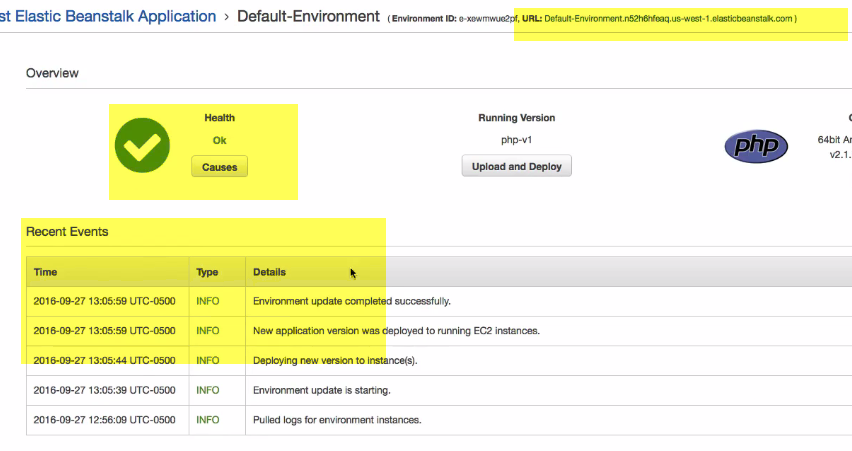 st Elastic Beanstalk Application › Default-Environment ( Environment ID: e-xewmwue2pf, URL: Default-Environment.n52h6hfeaq.us-west-1.elasticbeanstalk.com )
Overview
Health
Ok
Causes
Running Version
php-v1
Upload and Deploy
php
C
64bit Am
v2.1.
Recent Events
Time Type Details
2016-09-27 13:05:59 UTC-0500 INFO Environment update completed successfully.
2016-09-27 13:05:59 UTC-0500 INFO New application version was deployed to running EC2 instances.
2016-09-27 13:05:44 UTC-0500 INFO Deploying new version to instance(s).
2016-09-27 13:05:39 UTC-0500 INFO Environment update is starting.
2016-09-27 12:56:09 UTC-0500 INFO Pulled logs for environment instances.